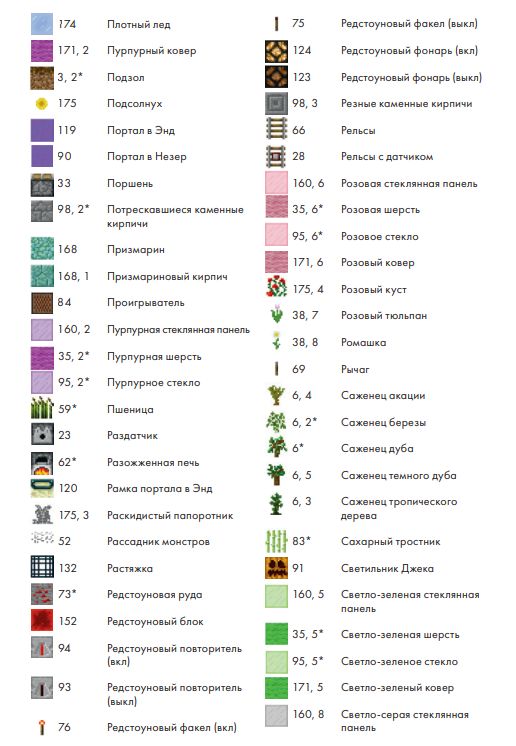 174 Плотный лед
171, 2 Пурпурный ковер
3, 2* Подзол
175 Подсолнух
119 Портал в Энд
90 Портал в Незер
33 Поршень
98, 2* Потрескавшиеся каменные
кирпичи
168 Призмарин
168, 1 Призмариновый кирпич
84 Проигрыватель
160, 2 Пурпурная стеклянная панель
35, 2* Пурпурная шерсть
95, 2* Пурпурное стекло
59* Пшеница
23 Раздатчик
62* Разожженная печь
120 Рамка портала в Энд
175, 3 Раскидистый папоротник
52 Рассадник монстров
132 Растяжка
73* Редстоуновая руда
152 Редстоуновый блок
94 Редстоуновый повторитель
(вкл)
93 Редстоуновый повторитель
(выкл)
76 Редстоуновый факел (вкл)
75 Редстоуновый факел (выкл)
124 Редстоуновый фонарь (вкл)
123 Редстоуновый фонарь (выкл)
98, 3 Резные каменные кирпичи
66 Рельсы
28 Рельсы с датчиком
160, 6 Розовая стеклянная панель
35, 6* Розовая шерсть
95, 6* Розовое стекло
171, 6 Розовый ковер
175, 4 Розовый куст
38, 7 Розовый тюльпан
38, 8 Ромашка
69 Рычаг
6, 4 Саженец акации
6, 2* Саженец березы
6* Саженец дуба
6, 5 Саженец темного дуба
6, 3 Саженец тропического
дерева
83* Сахарный тростник
91 Светильник Джека
160, 5 Светло-зеленая стеклянная
панель
35, 5* Светло-зеленая шерсть
95, 5* Светло-зеленое стекло
171, 5 Светло-зеленый ковер
160, 8 Светло-серая стеклянная
панель